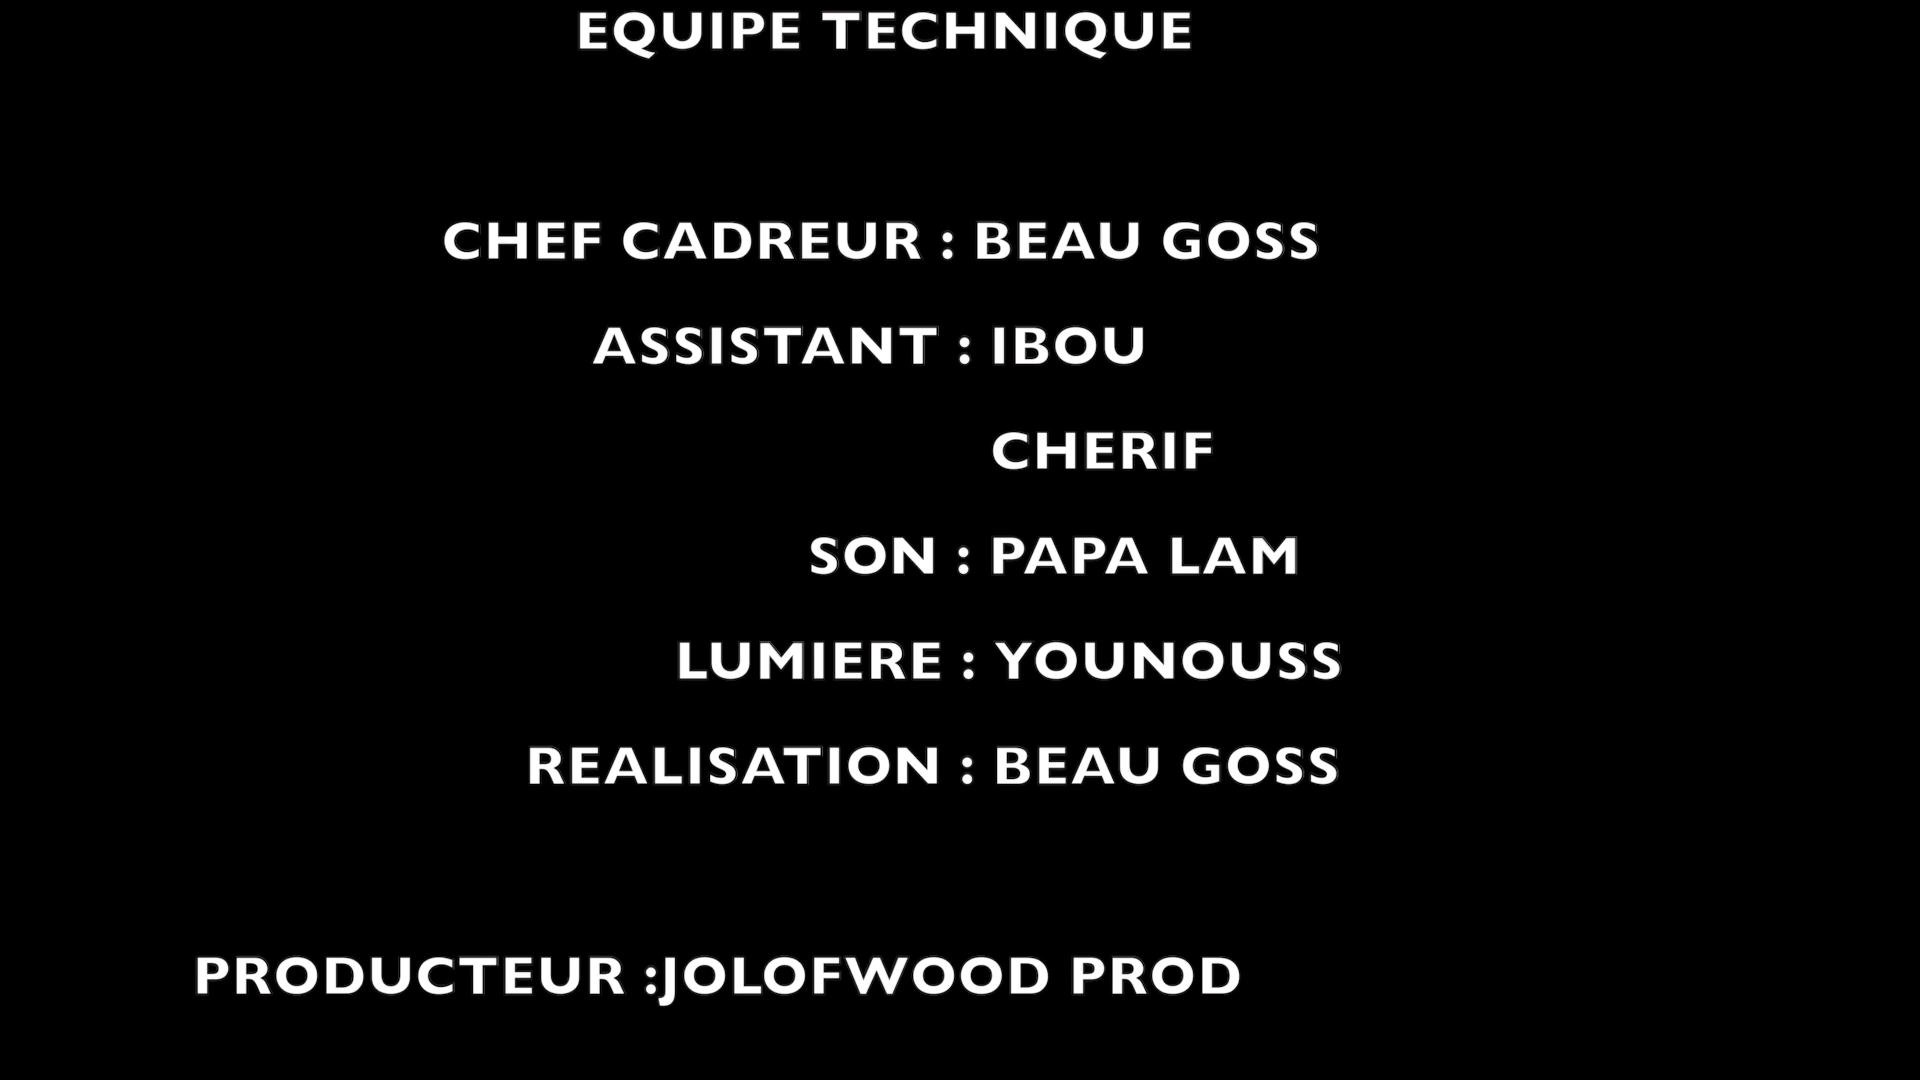 EQUIPE TECHNIQUE
CHEF CADREUR : BEAU GOSS
ASSISTANT : IBOU
CHERIF
SON : PAPA LAM
LUMIERE : YOUNOUSS
REALISATION : BEAU GOSS
PRODUCTEUR :JOLOFWOOD PROD